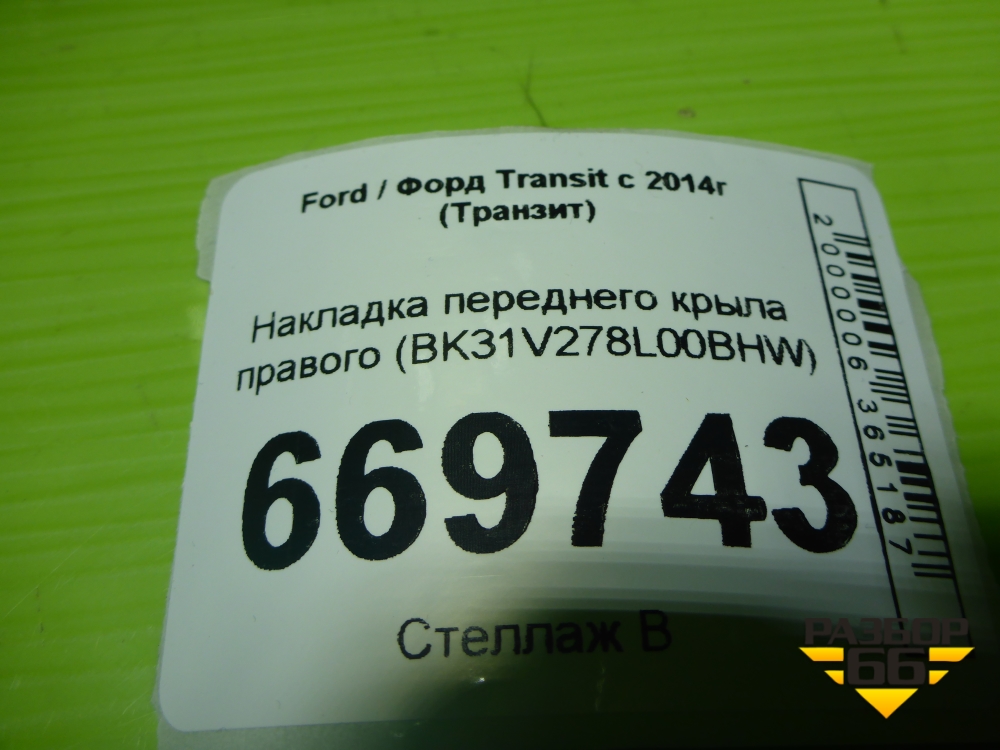 Ford / Форд Transit с 2014г
(Транзит)
Накладка переднего крыла
правого (BK31V278L00BHW)
669743
Стеллаж В
2000006365187
РАЗБОР
66